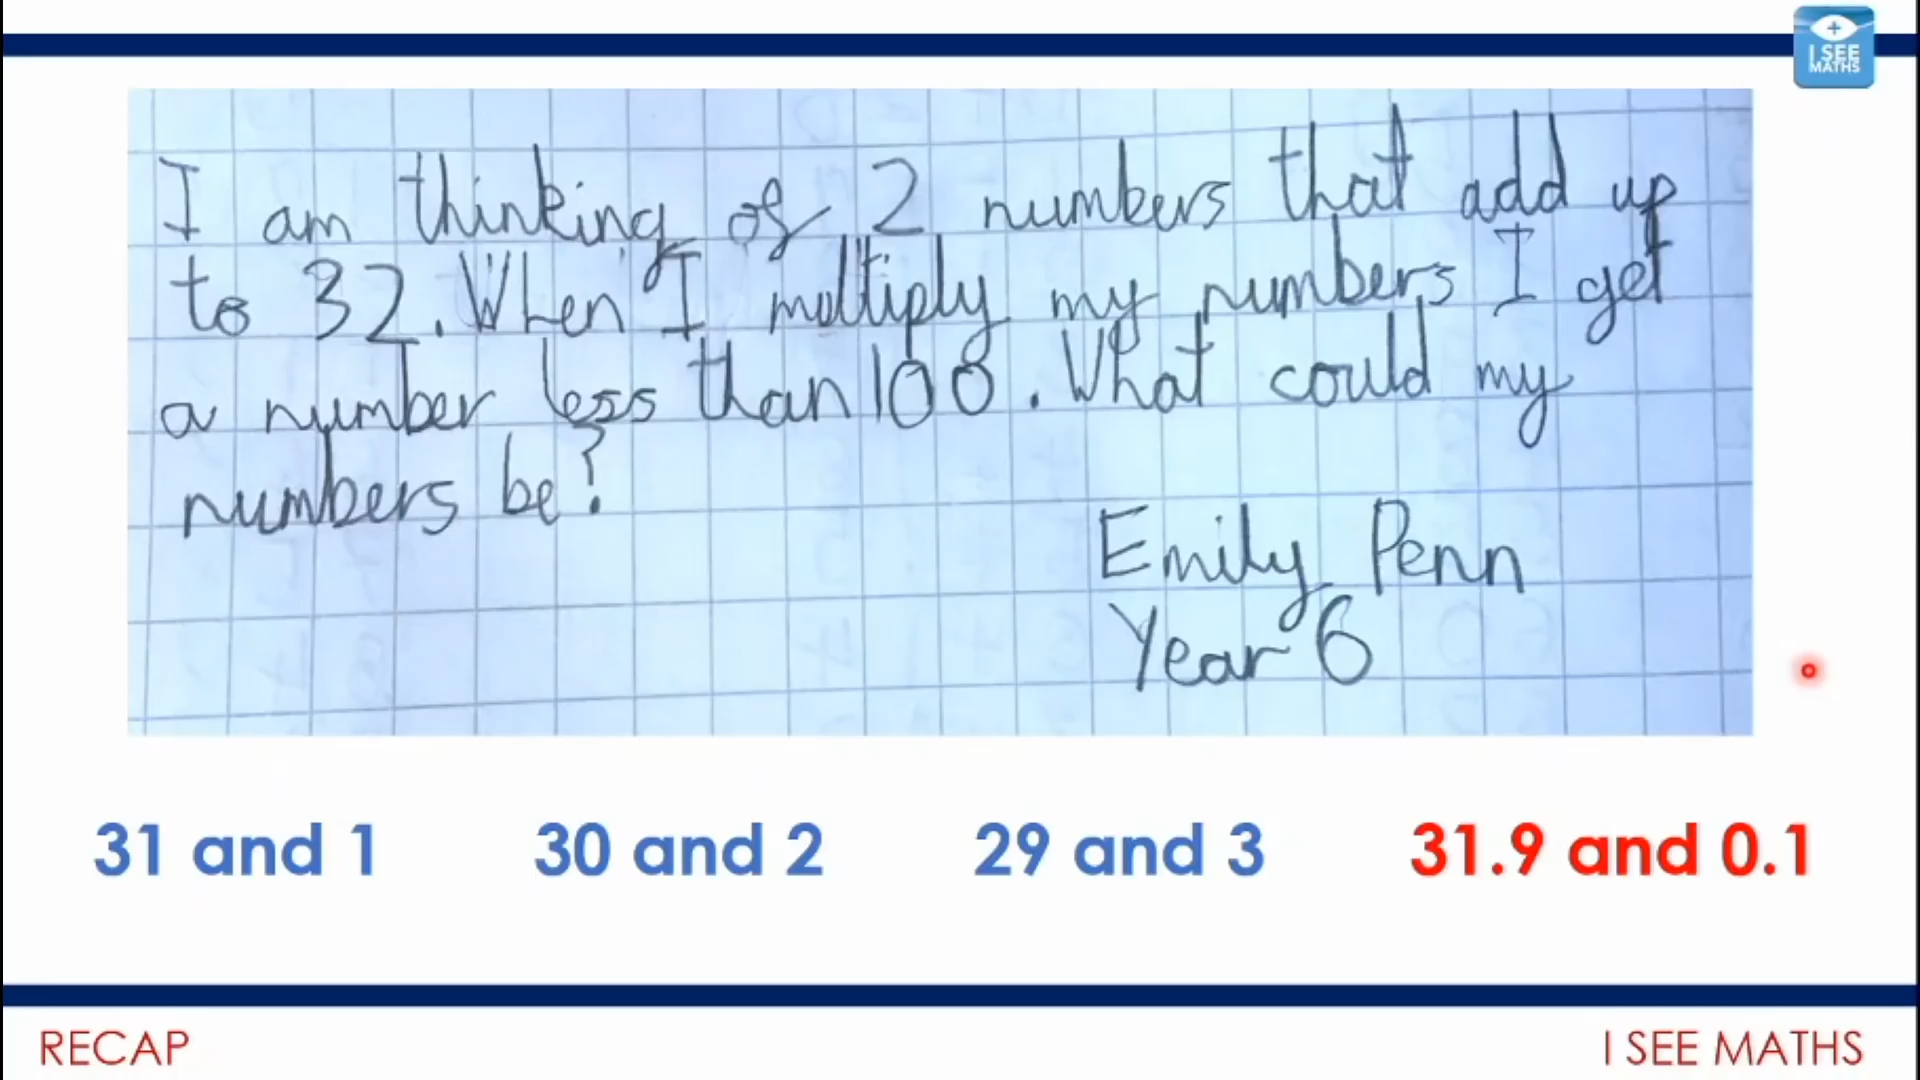 I SEE
MATHS
I am thinking of 2 numbers that add up
to 32. When I multiply my numbers I get
a number less than 100. What could my
numbers be?
Emily Penn
Year 6
31 and 1 30 and 2 29 and 3 31.9 and 0.1
RECAP I SEE MATHS